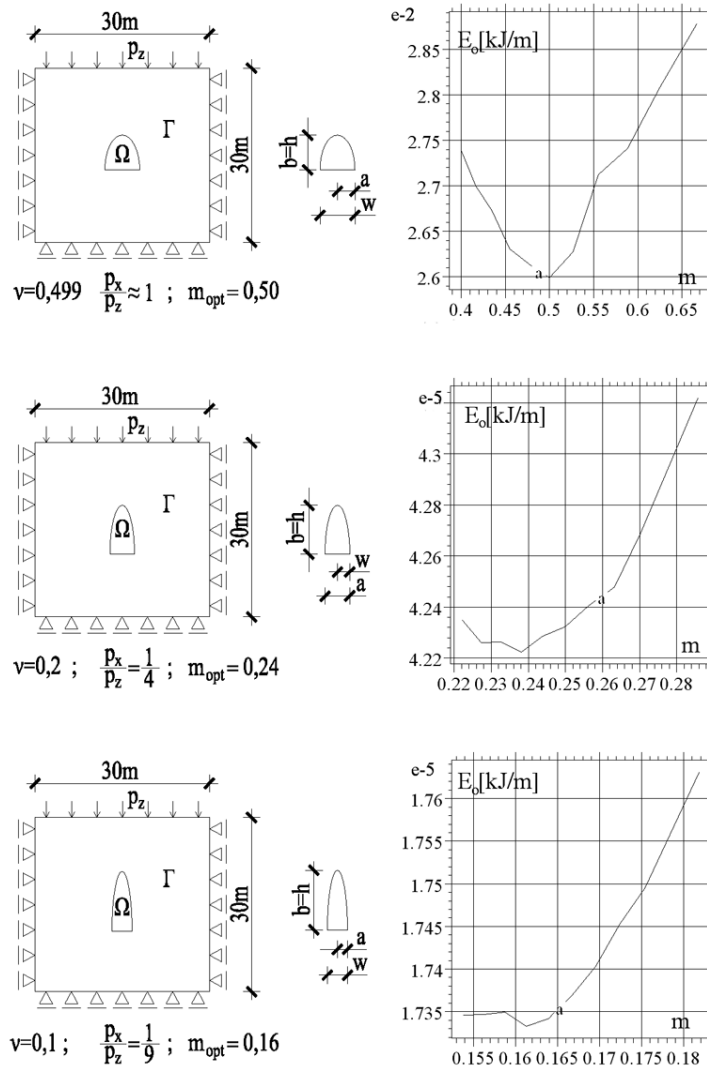 30m
p_z
Γ
Ω
30m
b=h
a
w
ν=0,499 p_x/p_z ≈ 1 ; m_opt = 0,50
e-2
E_o[kJ/m]
2.85
2.8
2.75
2.7
2.65
2.6
a
m
0.4 0.45 0.5 0.55 0.6 0.65
30m
p_z
Γ
Ω
30m
b=h
w
a
ν=0,2 ; p_x/p_z = 1/4 ; m_opt = 0,24
e-5
E_o[kJ/m]
4.3
4.28
4.26
4.24
4.22
a
m
0.22 0.23 0.24 0.25 0.26 0.27 0.28
30m
p_z
Γ
Ω
30m
b=h
a
w
ν=0,1 ; p_x/p_z = 1/9 ; m_opt = 0,16
e-5
E_o[kJ/m]
1.76
1.755
1.75
1.745
1.74
1.735
a
m
0.155 0.16 0.165 0.17 0.175 0.18